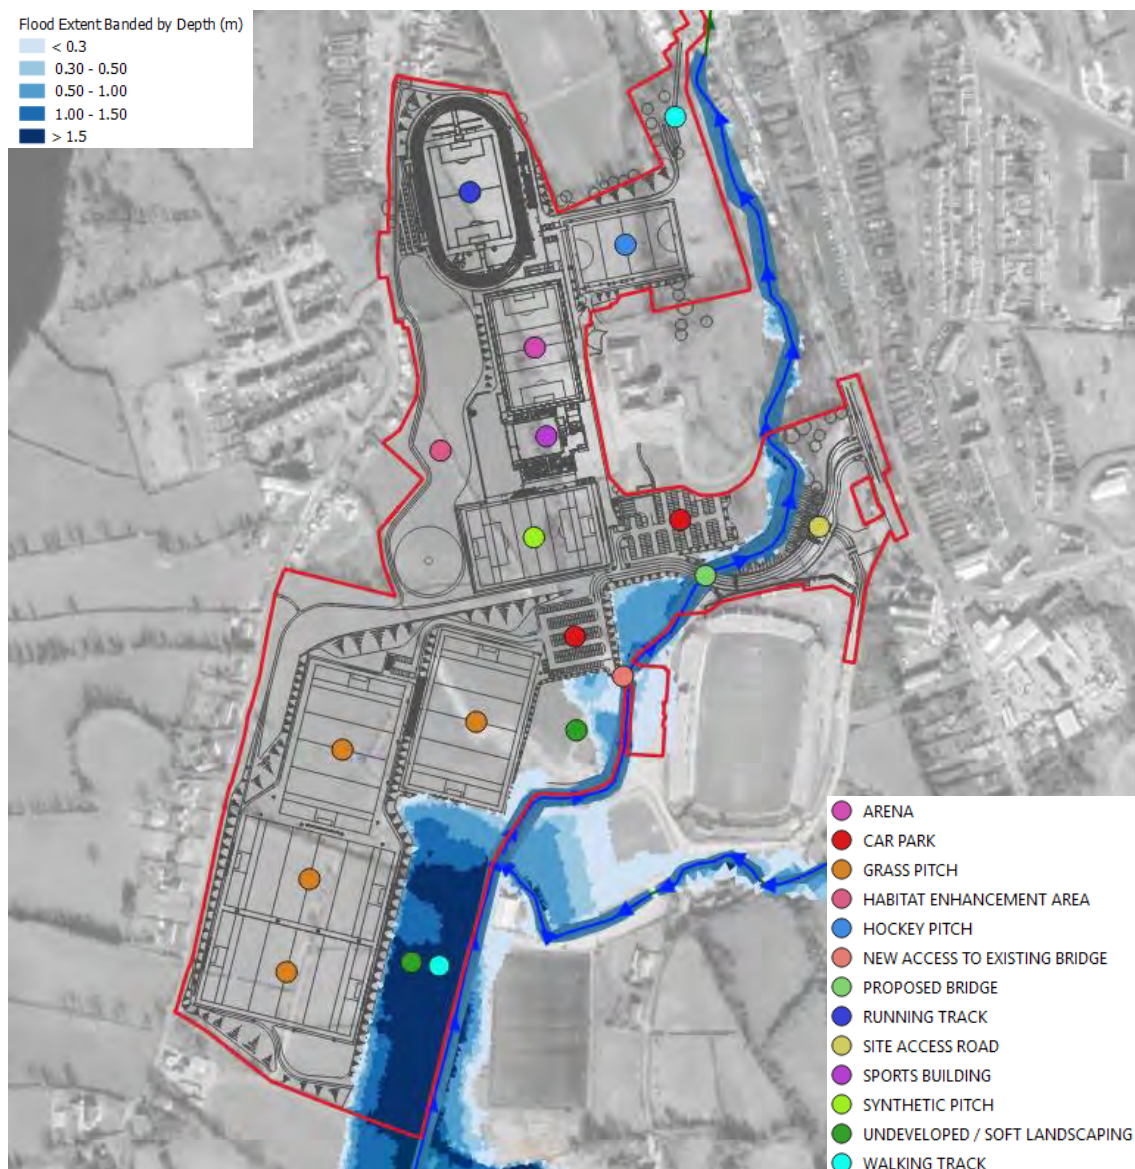 Flood Extent Banded by Depth (m)
< 0.3
0.30 - 0.50
0.50 - 1.00
1.00 - 1.50
> 1.5
ARENA
CAR PARK
GRASS PITCH
HABITAT ENHANCEMENT AREA
HOCKEY PITCH
NEW ACCESS TO EXISTING BRIDGE
PROPOSED BRIDGE
RUNNING TRACK
SITE ACCESS ROAD
SPORTS BUILDING
SYNTHETIC PITCH
UNDEVELOPED / SOFT LANDSCAPING
WALKING TRACK